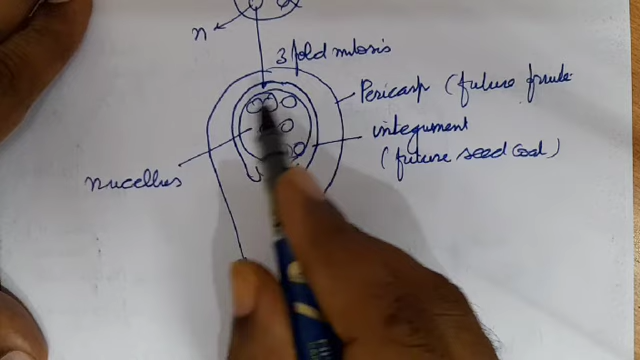 n
3 fold mitosis
Pericarp (future fruit
integument
(future seed coat)
nucellus